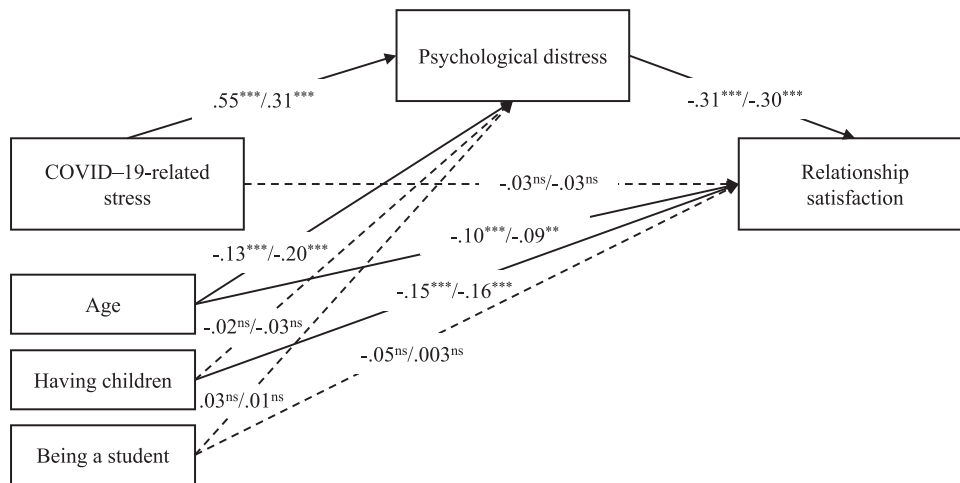 Psychological distress
.55***/.31***
-.31***/-.30***
COVID–19-related
stress
-.03ns/-.03ns
Relationship
satisfaction
-.13***/-.20***
-.10***/-.09**
Age
-.15***/-.16***
-.02ns/-.03ns
-.05ns/.003ns
Having children
.03ns/.01ns
Being a student